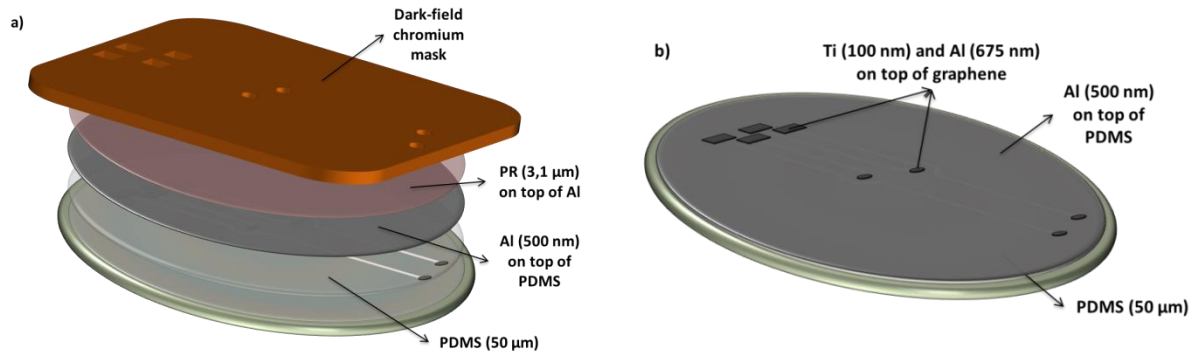 a)
Dark-field
chromium
mask
PR (3,1 µm)
on top of Al
Al (500 nm)
on top of
PDMS
PDMS (50 µm)
b)
Ti (100 nm) and Al (675 nm)
on top of graphene
Al (500 nm)
on top of
PDMS
PDMS (50 µm)